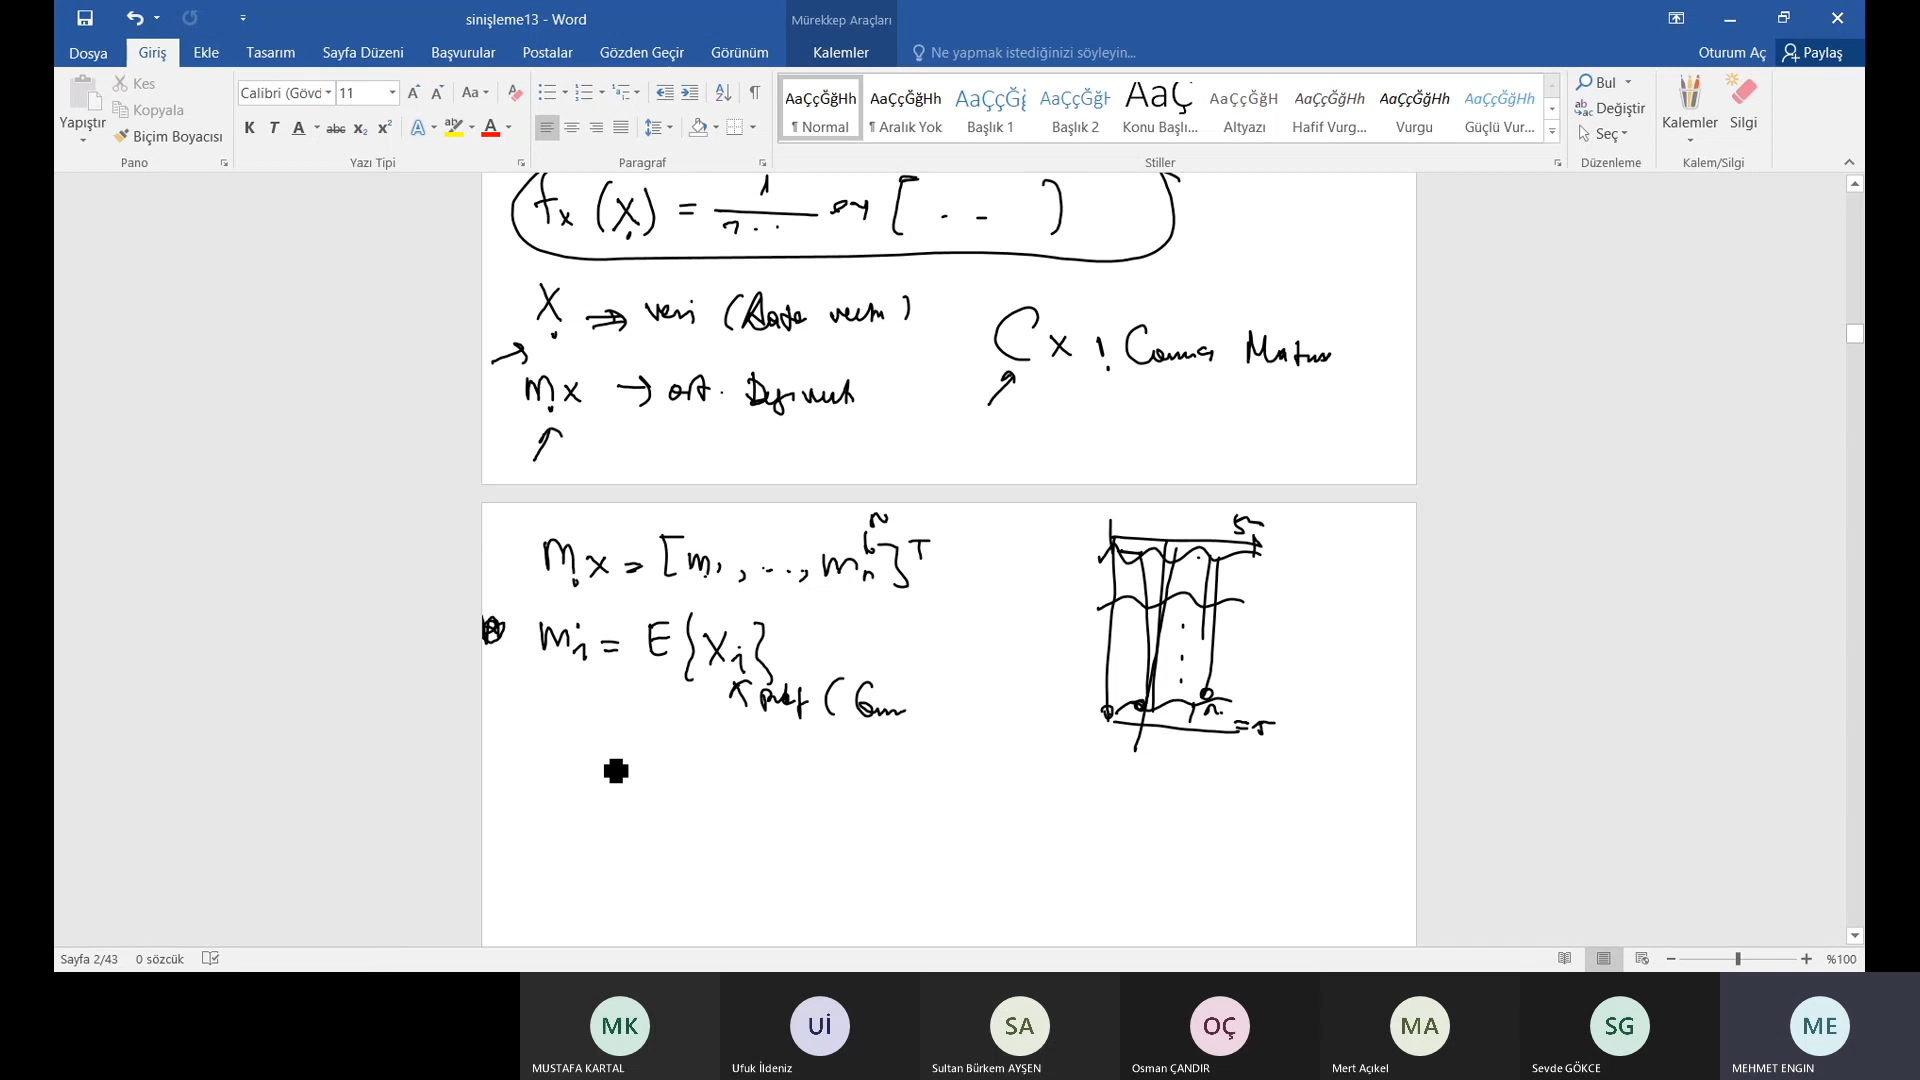 sinişleme13 - Word
Mürekkep Araçları
Dosya Giriş Ekle Tasarım Sayfa Düzeni Başvurular Postalar Gözden Geçir Görünüm Kalemler Ne yapmak istediğinizi söyleyin... Oturum Aç Paylaş
Yapıştır
Kes
Kopyala
Biçim Boyacısı
Pano
Calibri (Gövd 11
Yazı Tipi
Paragraf
AaÇçĞğHh AaÇçĞğHh AaÇçĞğ AaÇçĞğH AaÇ AaÇçĞğH AaÇçĞğHh AaÇçĞğHh AaÇçĞğHh
¶ Normal ¶ Aralık Yok Başlık 1 Başlık 2 Konu Başlı... Altyazı Hafif Vurg... Vurgu Güçlü Vur...
Stiller
Bul
Değiştir
Seç
Düzenleme
Kalemler Silgi
Kalem/Silgi
fx (X) = 1 [ . . ]
X ⇒ veri (Data
Cx :
mx → ort.
mx = [m1, ..., mn]T
mi = E{Xi}
pdf (
Sayfa 2/43 0 sözcük %100
MK Uİ SA OÇ MA SG ME
MUSTAFA KARTAL Ufuk İldeniz Sultan Bürkem AYŞEN Osman ÇANDIR Mert Açıkel Sevde GÖKCE MEHMET ENGIN